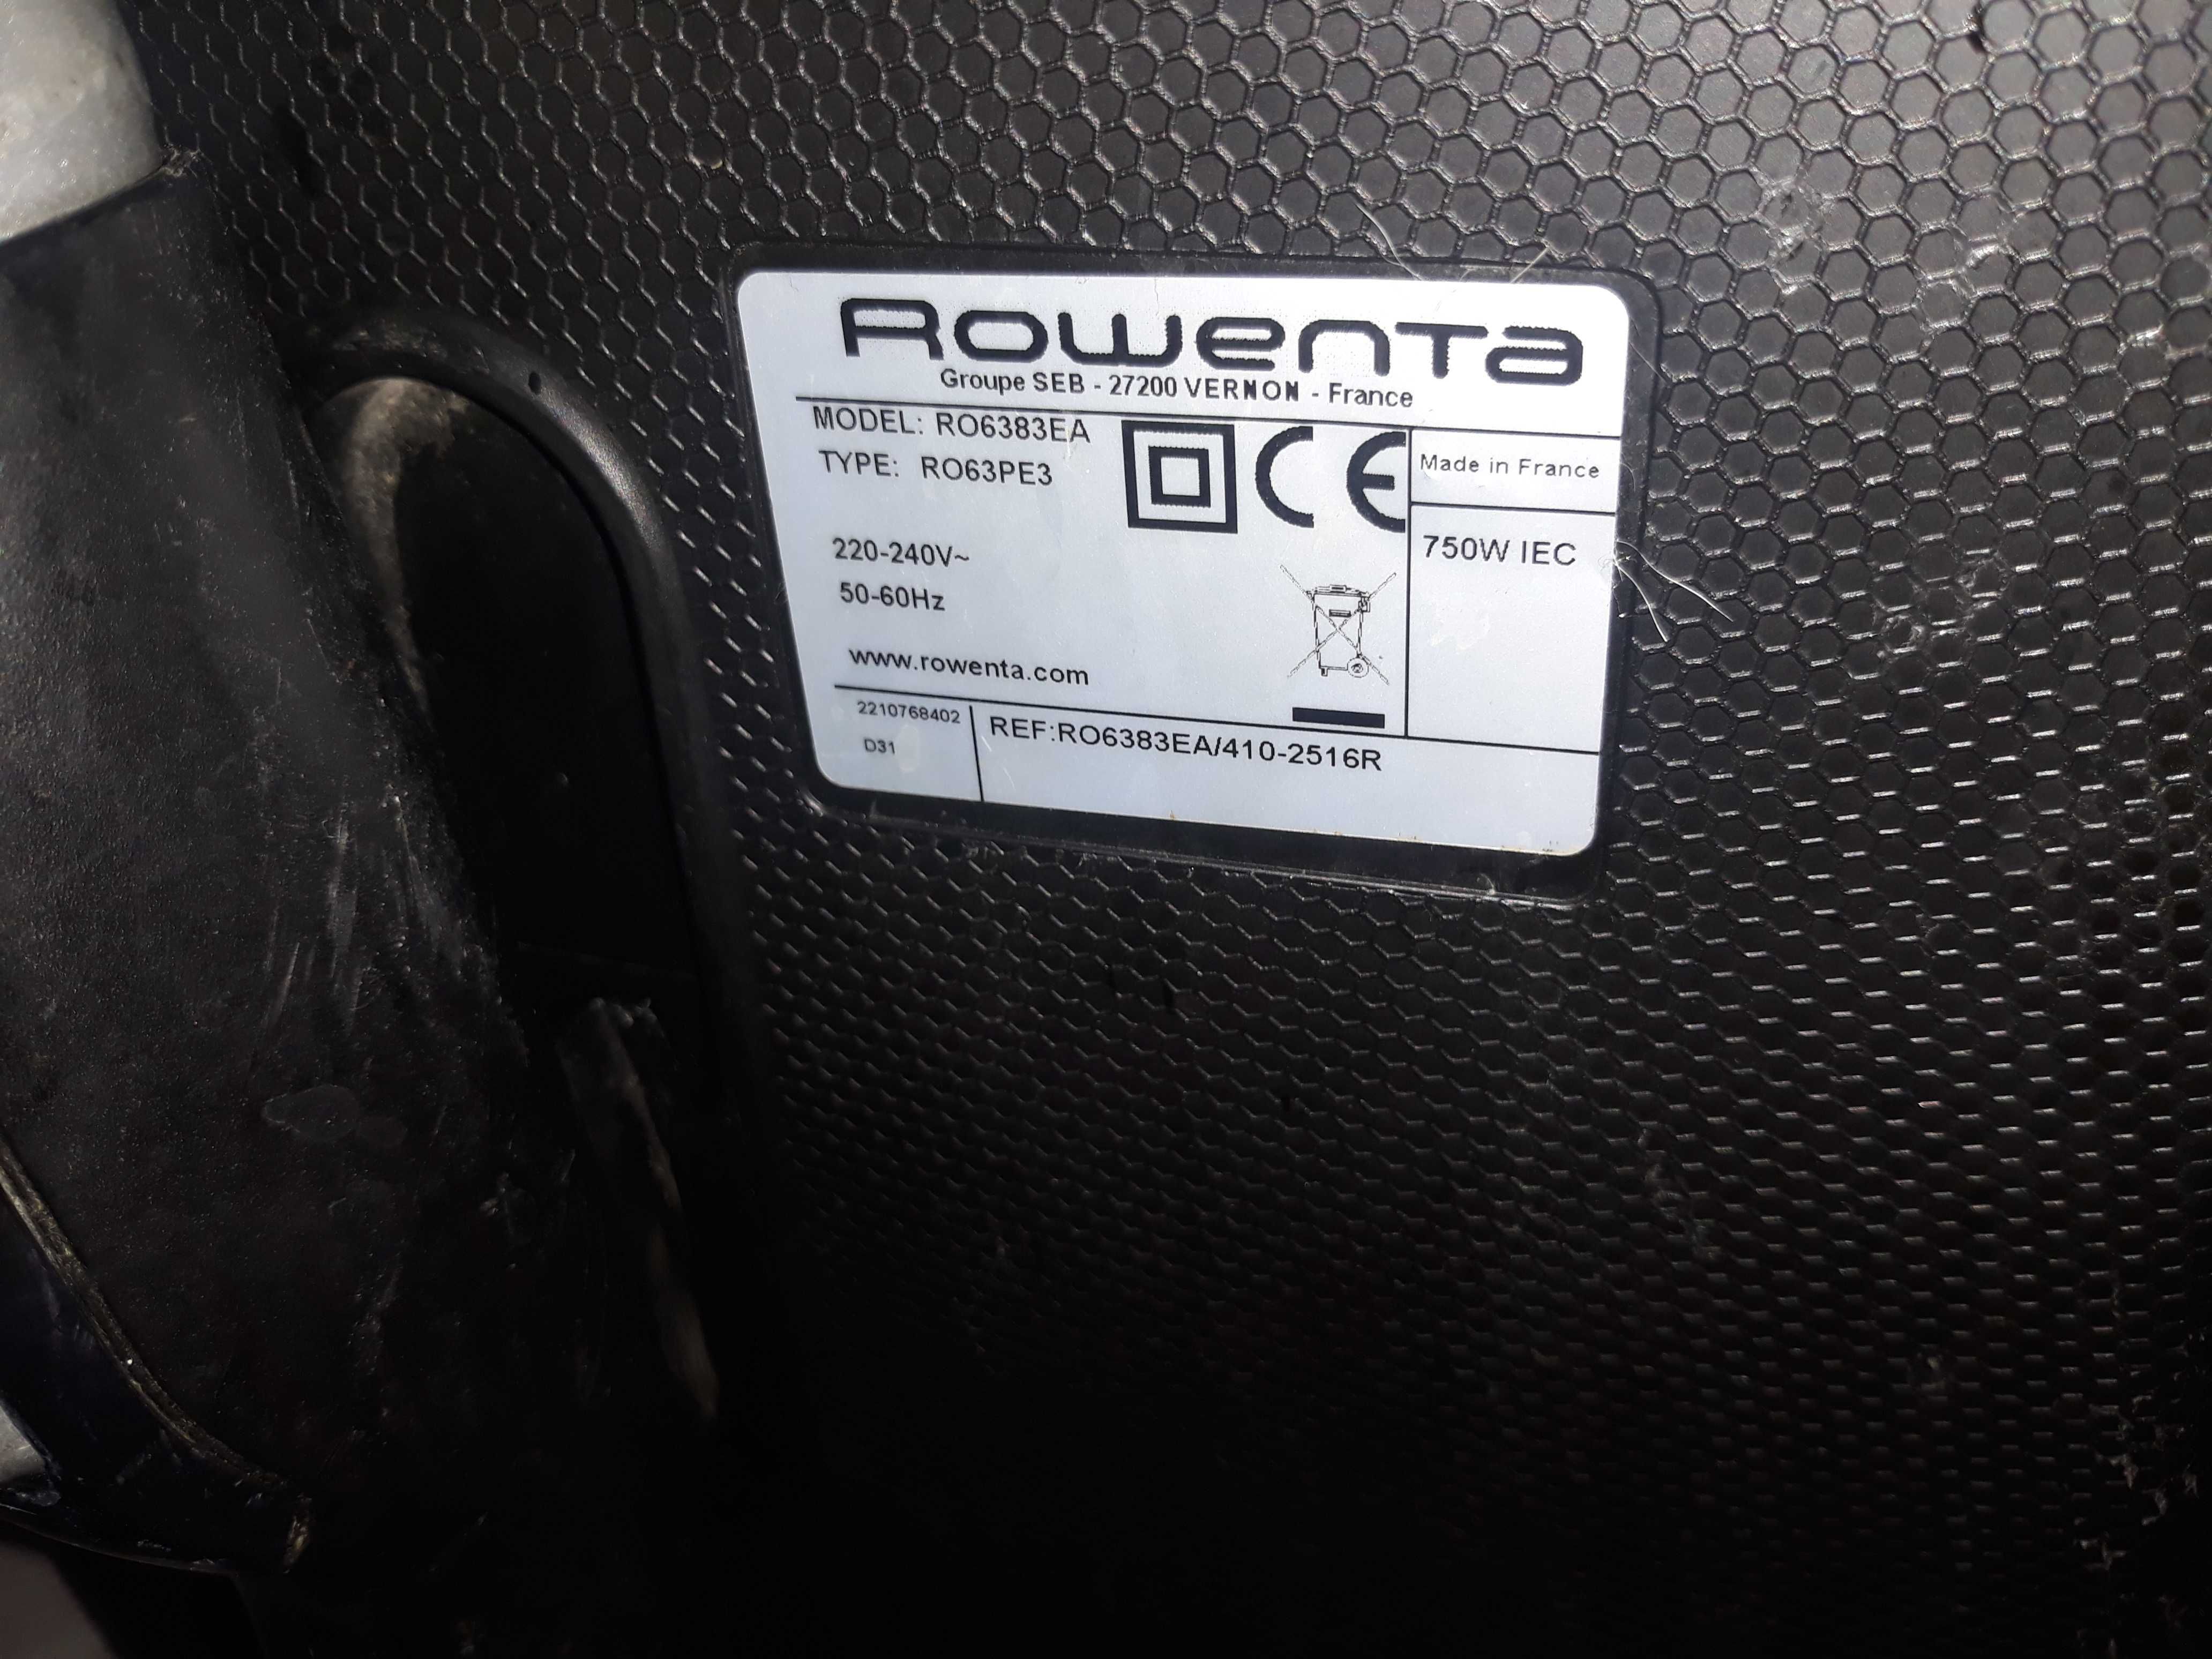 Rowenta
Groupe SEB - 27200 VERNON - France
MODEL: RO6383EA
TYPE: RO63PE3
CE
Made in France
750W IEC
220-240V~
50-60Hz
www.rowenta.com
2210768402
D31
REF:RO6383EA/410-2516R